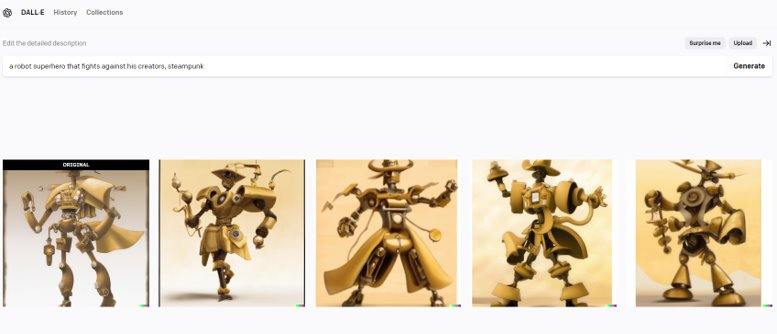 DALL·E History Collections
Edit the detailed description
Surprise me Upload
a robot superhero that fights against his creators, steampunk
Generate
ORIGINAL